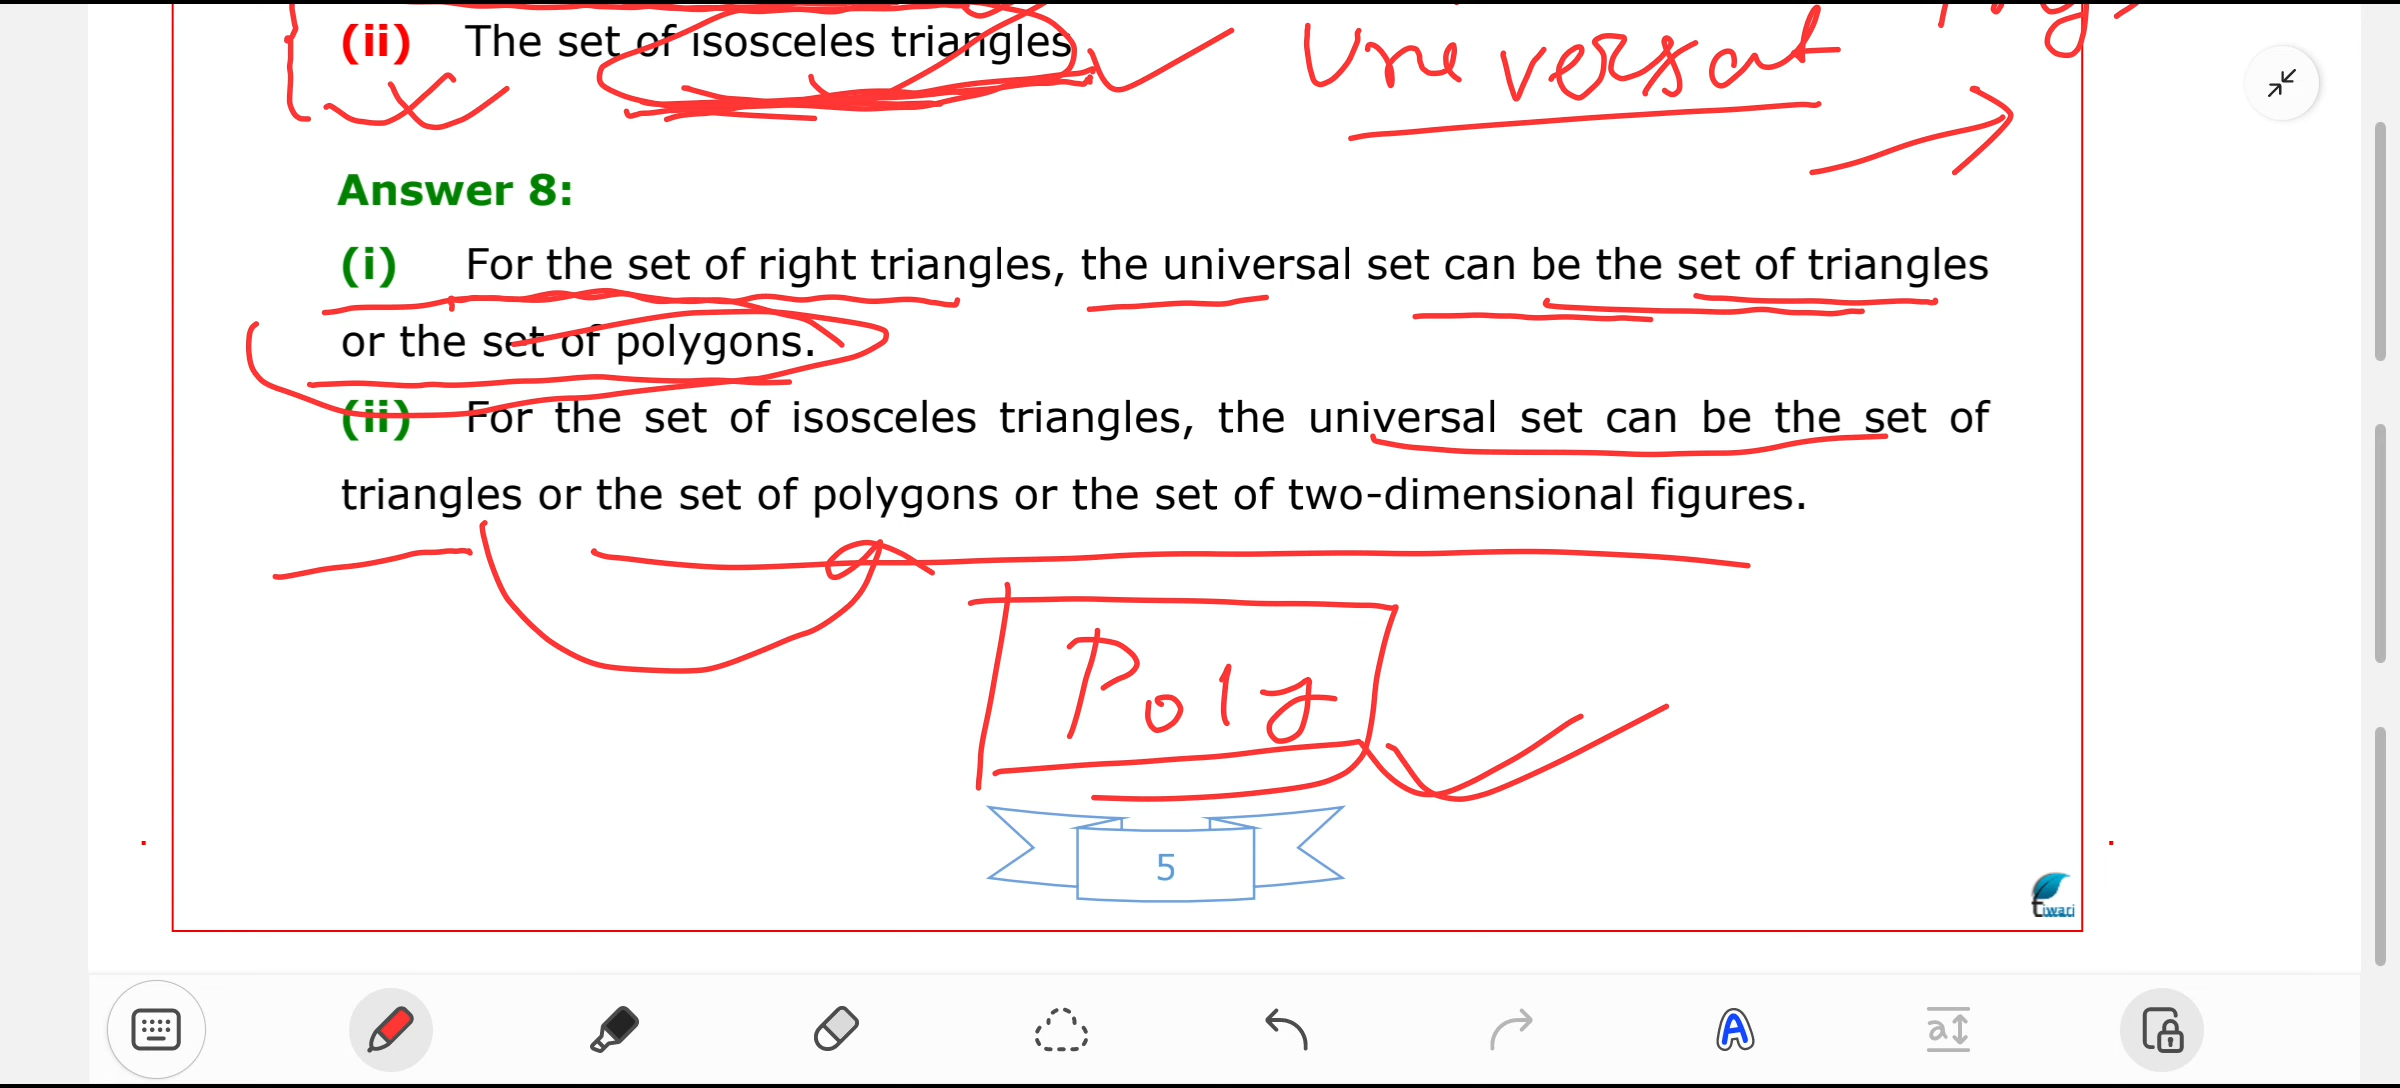 (ii) The set of isosceles triangles
Answer 8:
(i) For the set of right triangles, the universal set can be the set of triangles
or the set of polygons.
(ii) For the set of isosceles triangles, the universal set can be the set of
triangles or the set of polygons or the set of two-dimensional figures.
Poly
5
tiwari